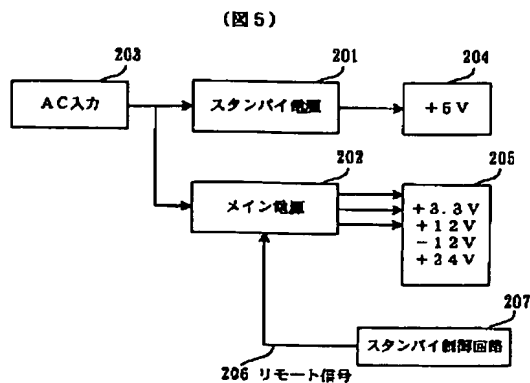 (図5)
203
201
204
AC入力
スタンバイ電源
+5V
202
205
メイン電源
+3.3V
+12V
-12V
+24V
207
スタンバイ制御回路
206 リモート信号